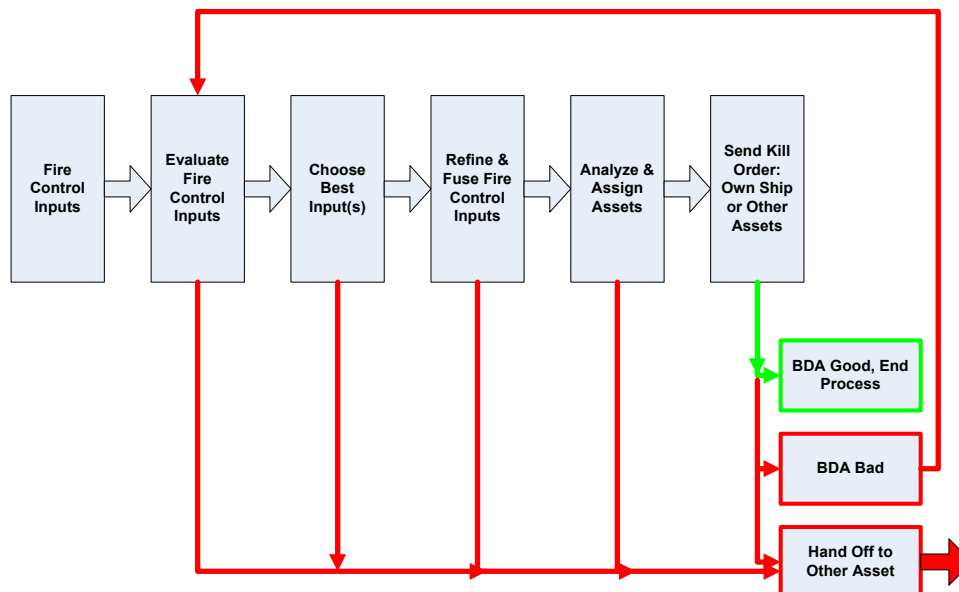 Fire
Control
Inputs
Evaluate
Fire
Control
Inputs
Choose
Best
Input(s)
Refine &
Fuse Fire
Control
Inputs
Analyze &
Assign
Assets
Send Kill
Order:
Own Ship
or Other
Assets
BDA Good, End
Process
BDA Bad
Hand Off to
Other Asset